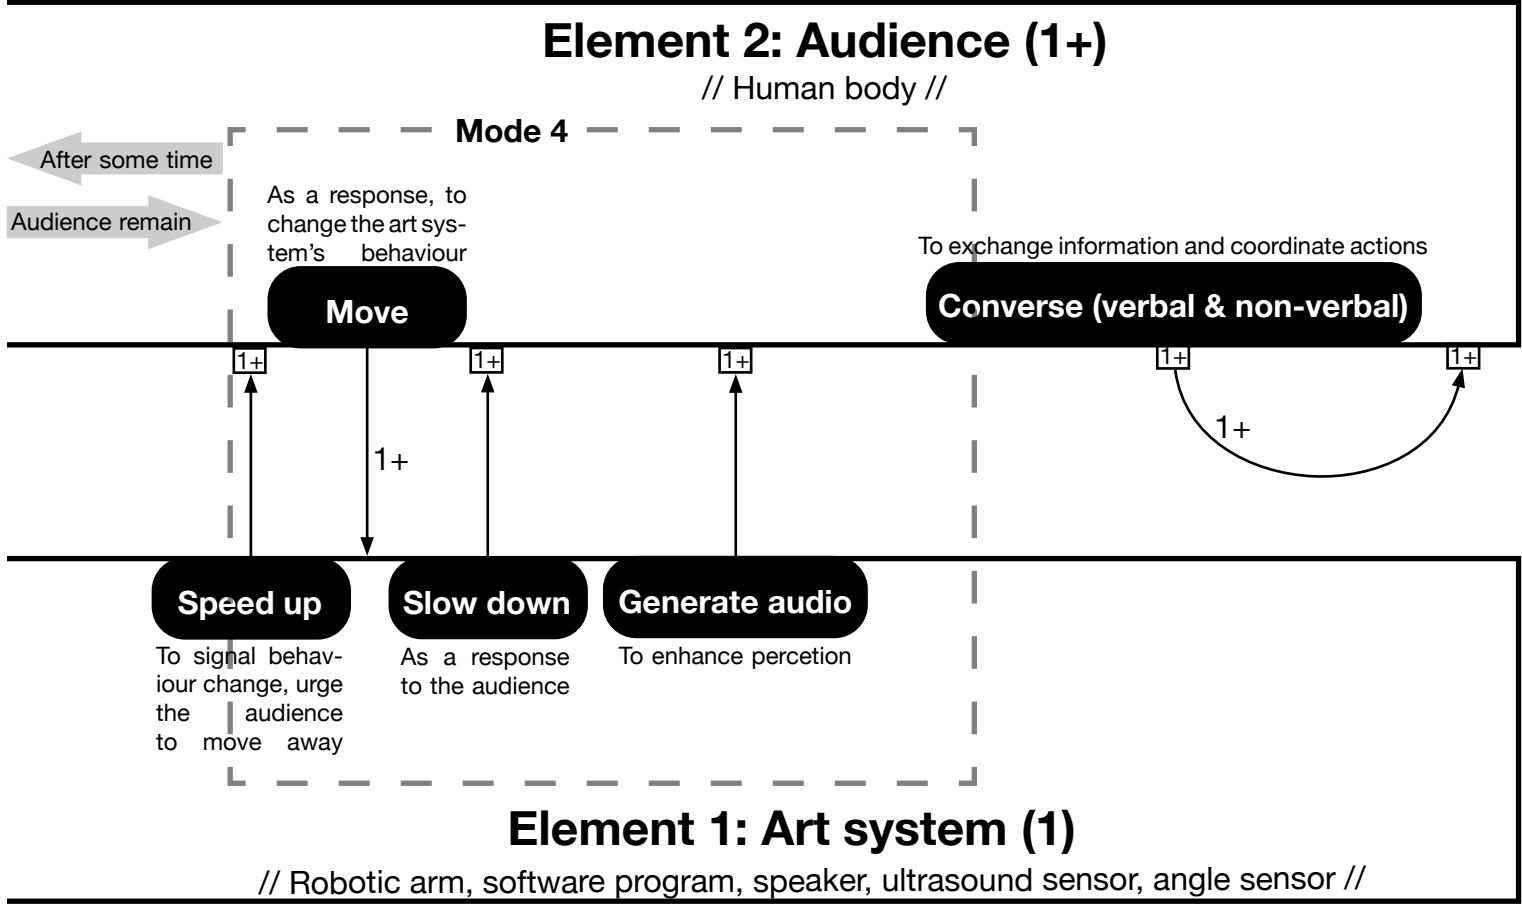 Element 2: Audience (1+)
// Human body //
Mode 4
After some time
Audience remain
As a response, to
change the art sys-
tem's behaviour
Move
To exchange information and coordinate actions
Converse (verbal & non-verbal)
1+
1+
1+
1+
1+
1+
1+
Speed up
To signal behav-
iour change, urge
the audience
to move away
Slow down
As a response
to the audience
Generate audio
To enhance percetion
Element 1: Art system (1)
// Robotic arm, software program, speaker, ultrasound sensor, angle sensor //